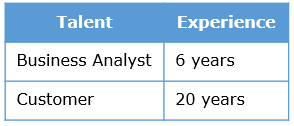 Talent Experience
Business Analyst 6 years
Customer 20 years